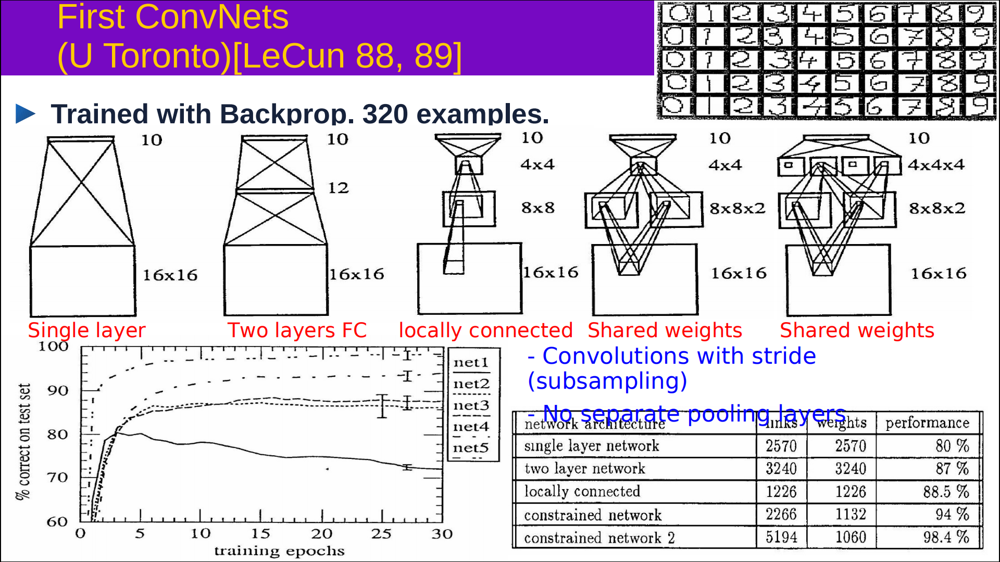 First ConvNets
(U Toronto)[LeCun 88, 89]
0 1 2 3 4 5 6 7 8 9
0 1 2 3 4 5 6 7 8 9
0 1 2 3 4 5 6 7 8 9
0 1 2 3 4 5 6 7 8 9
0 1 2 3 4 5 6 7 8 9
Trained with Backprop. 320 examples.
10
16x16
10
12
16x16
10
4x4
8x8
16x16
10
4x4
8x8x2
16x16
10
4x4x4
8x8x2
16x16
Single layer
Two layers FC
locally connected
Shared weights
Shared weights
- Convolutions with stride
(subsampling)
- No separate pooling layers
% correct on test set
100
90
80
70
60
0 5 10 15 20 25 30
training epochs
net1
net2
net3
net4
net5
network architecture links weights performance
single layer network 2570 2570 80 %
two layer network 3240 3240 87 %
locally connected 1226 1226 88.5 %
constrained network 2266 1132 94 %
constrained network 2 5194 1060 98.4 %